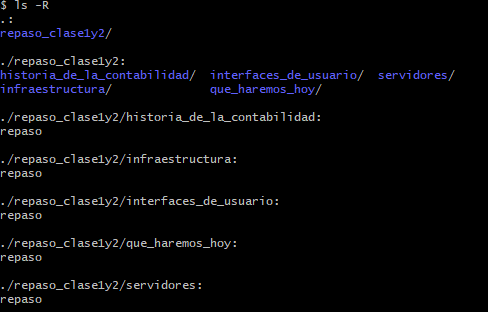 $ ls -R
.:
repaso_clase1y2/

./repaso_clase1y2:
historia_de_la_contabilidad/  interfaces_de_usuario/  servidores/
infraestructura/              que_haremos_hoy/

./repaso_clase1y2/historia_de_la_contabilidad:
repaso

./repaso_clase1y2/infraestructura:
repaso

./repaso_clase1y2/interfaces_de_usuario:
repaso

./repaso_clase1y2/que_haremos_hoy:
repaso

./repaso_clase1y2/servidores:
repaso